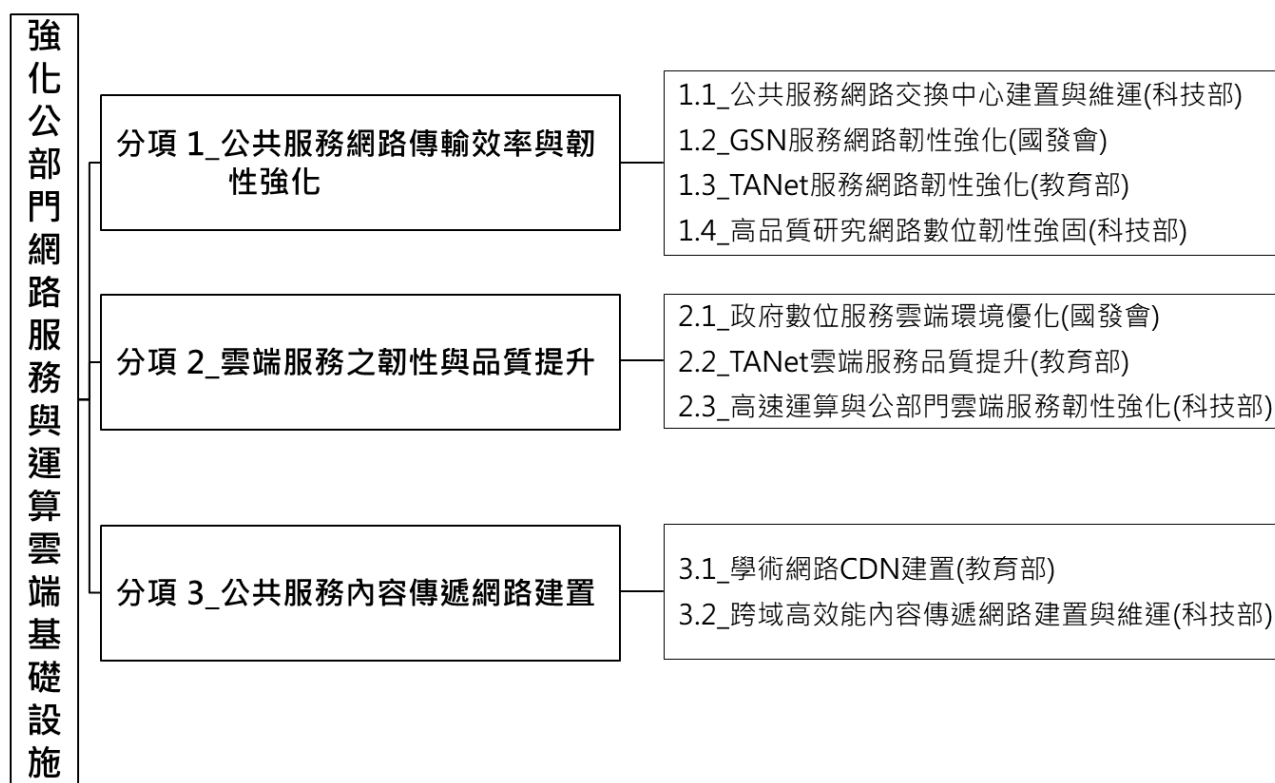 強化公部門網路服務與運算雲端基礎設施
分項 1_公共服務網路傳輸效率與韌
性強化
1.1_公共服務網路交換中心建置與維運(科技部)
1.2_GSN服務網路韌性強化(國發會)
1.3_TANet服務網路韌性強化(教育部)
1.4_高品質研究網路數位韌性強固(科技部)
分項 2_雲端服務之韌性與品質提升
2.1_政府數位服務雲端環境優化(國發會)
2.2_TANet雲端服務品質提升(教育部)
2.3_高速運算與公部門雲端服務韌性強化(科技部)
分項 3_公共服務內容傳遞網路建置
3.1_學術網路CDN建置(教育部)
3.2_跨域高效能內容傳遞網路建置與維運(科技部)